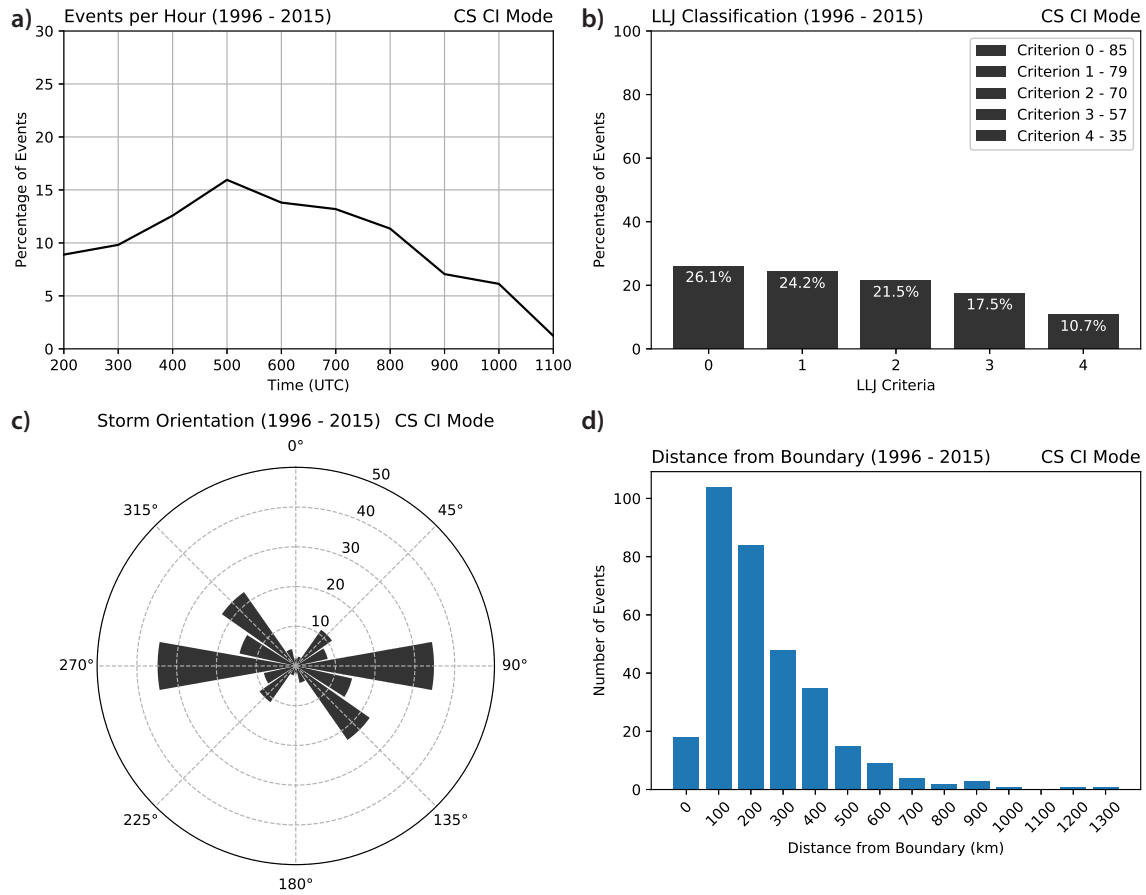 a) Events per Hour (1996 - 2015) CS CI Mode
30
25
20
15
10
5
0
Percentage of Events
200 300 400 500 600 700 800 900 1000 1100
Time (UTC)
b) LLJ Classification (1996 - 2015) CS CI Mode
100
80
60
40
20
0
Percentage of Events
Criterion 0 - 85
Criterion 1 - 79
Criterion 2 - 70
Criterion 3 - 57
Criterion 4 - 35
26.1% 24.2% 21.5% 17.5% 10.7%
0 1 2 3 4
LLJ Criteria
c) Storm Orientation (1996 - 2015) CS CI Mode
0°
50
315° 40 45°
30
20
10
270° 90°
225° 135°
180°
d)
Distance from Boundary (1996 - 2015) CS CI Mode
100
80
60
40
20
0
Number of Events
0 100 200 300 400 500 600 700 800 900 1000 1100 1200 1300
Distance from Boundary (km)